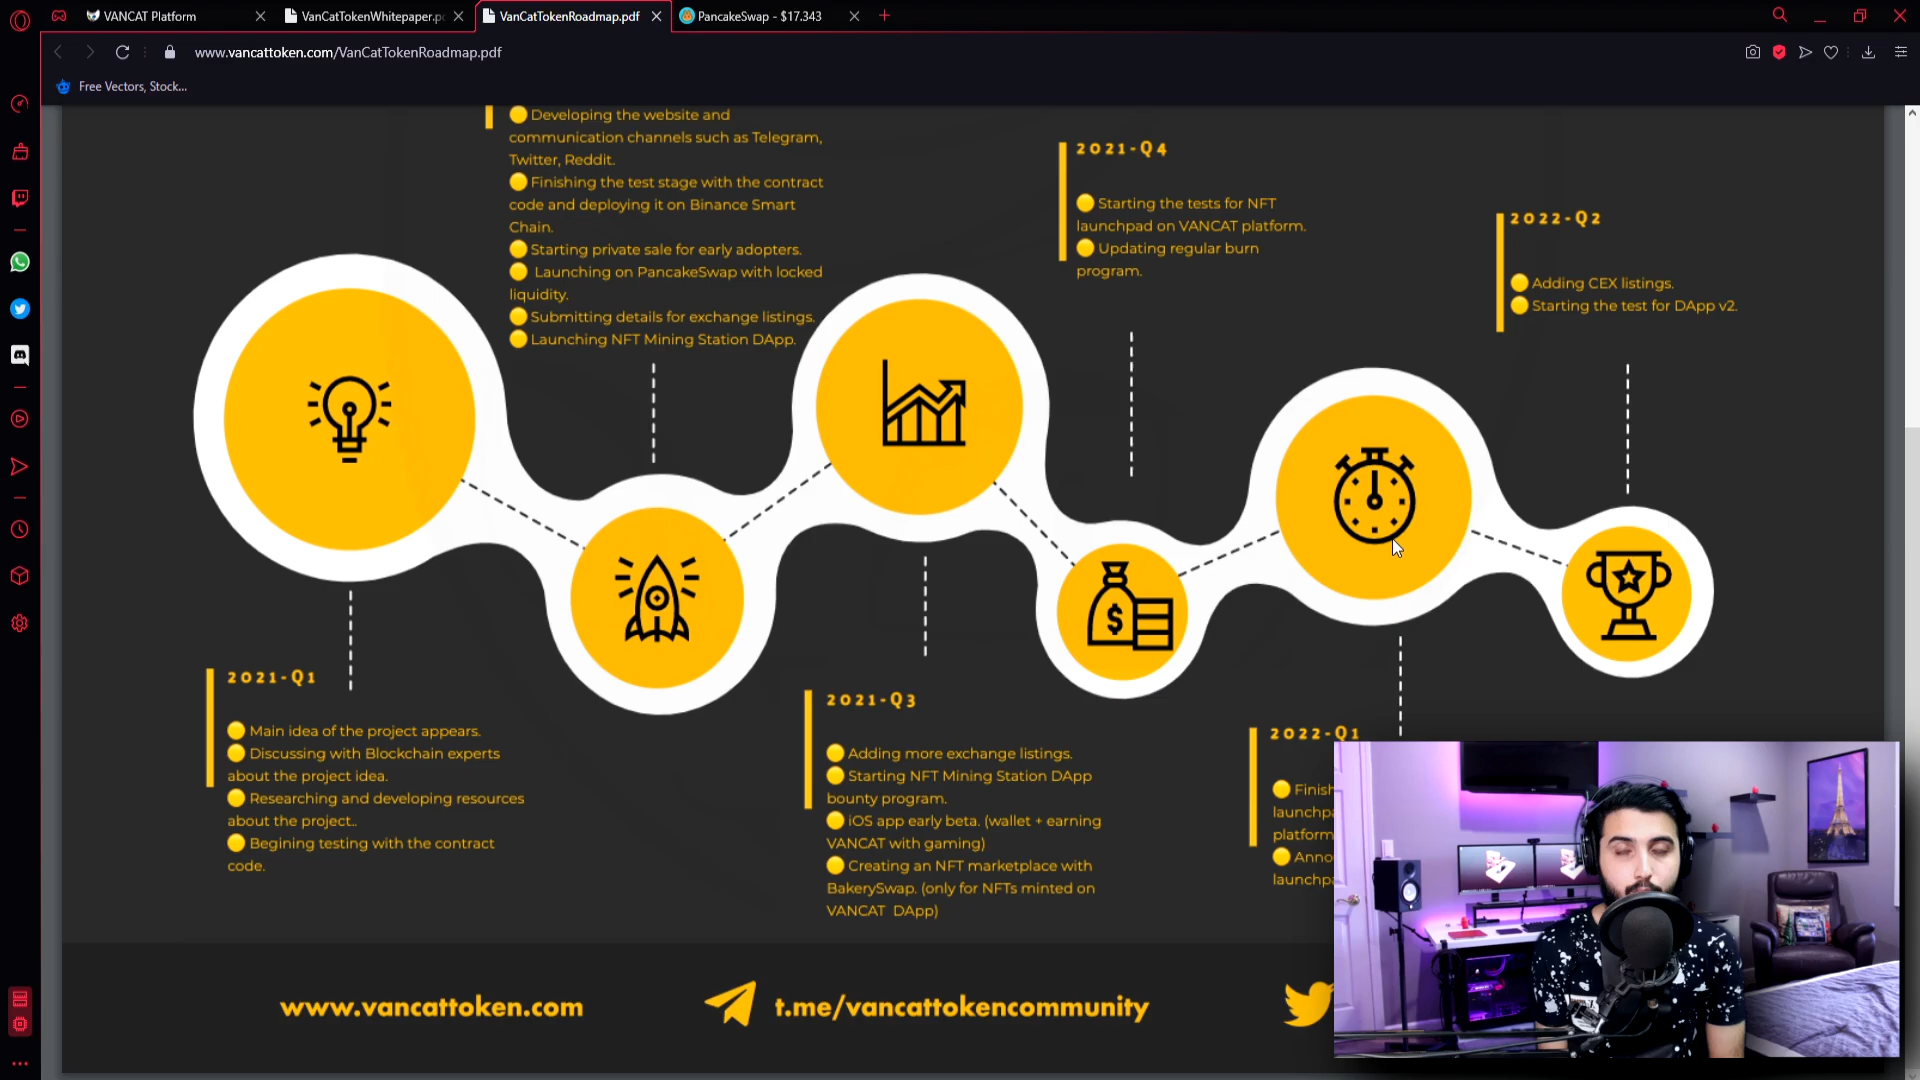 VANCAT Platform
VanCatTokenWhitepaper.p
VanCatTokenRoadmap.pdf
PancakeSwap - $17.343
www.vancattoken.com/VanCatTokenRoadmap.pdf
Free Vectors, Stock...
Developing the website and
communication channels such as Telegram,
Twitter, Reddit.
Finishing the test stage with the contract
code and deploying it on Binance Smart
Chain.
Starting private sale for early adopters.
Launching on PancakeSwap with locked
liquidity.
Submitting details for exchange listings.
Launching NFT Mining Station DApp.
2021-Q4
Starting the tests for NFT
launchpad on VANCAT platform.
Updating regular burn
program.
2022-Q2
Adding CEX listings.
Starting the test for DApp v2.
2021-Q1
Main idea of the project appears.
Discussing with Blockchain experts
about the project idea.
Researching and developing resources
about the project..
Begining testing with the contract
code.
2021-Q3
Adding more exchange listings.
Starting NFT Mining Station DApp
bounty program.
iOS app early beta. (wallet + earning
VANCAT with gaming)
Creating an NFT marketplace with
BakerySwap. (only for NFTs minted on
VANCAT DApp)
2022-Q1
Finish
launchpa
platform
Anno
launchpa
www.vancattoken.com
t.me/vancattokencommunity